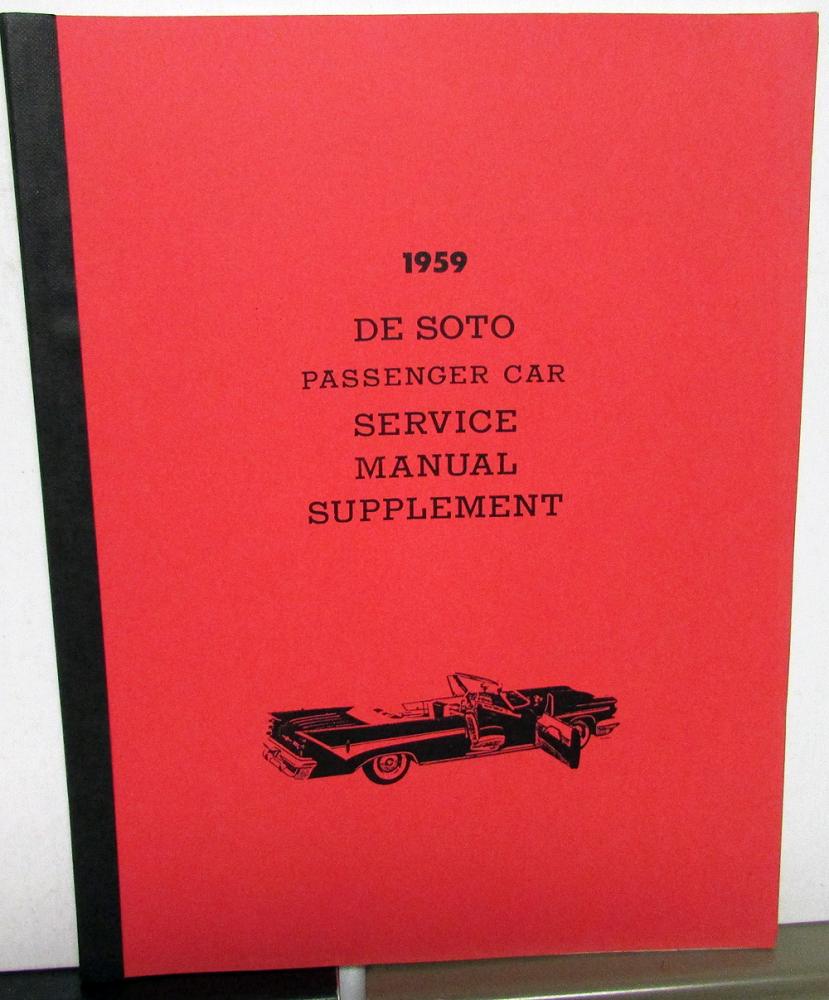 1959
DE SOTO
PASSENGER CAR
SERVICE
MANUAL
SUPPLEMENT